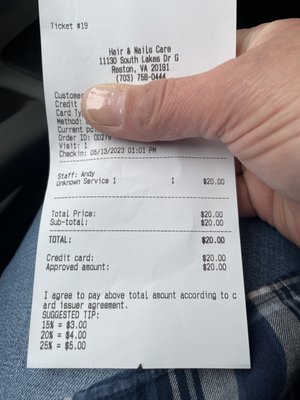 Ticket #19
Hair & Nails Care
11130 South Lakes Dr G
Reston, VA 20191
(703) 758-0444
Customer
Credit
Card Ty
Method:
Current po
Order ID: 00279
Visit: 1
Checkin: 05/13/2023 01:01 PM
Staff: Andy
Unknown Service 1 1 $20.00
Total Price: $20.00
Sub-total: $20.00
TOTAL: $20.00
Credit card: $20.00
Approved amount: $20.00
I agree to pay above total amount according to c
ard issuer agreement.
SUGGESTED TIP:
15% = $3.00
20% = $4.00
25% = $5.00